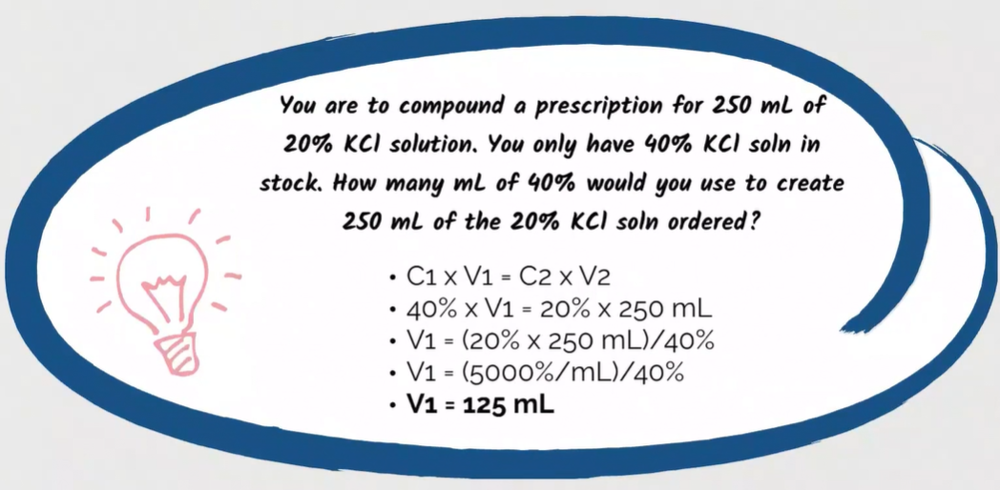 You are to compound a prescription for 250 mL of
20% KCl solution. You only have 40% KCl soln in
stock. How many mL of 40% would you use to create
250 mL of the 20% KCl soln ordered?
• C1 x V1 = C2 x V2
• 40% x V1 = 20% x 250 mL
• V1 = (20% x 250 mL)/40%
• V1 = (5000%/mL)/40%
• V1 = 125 mL